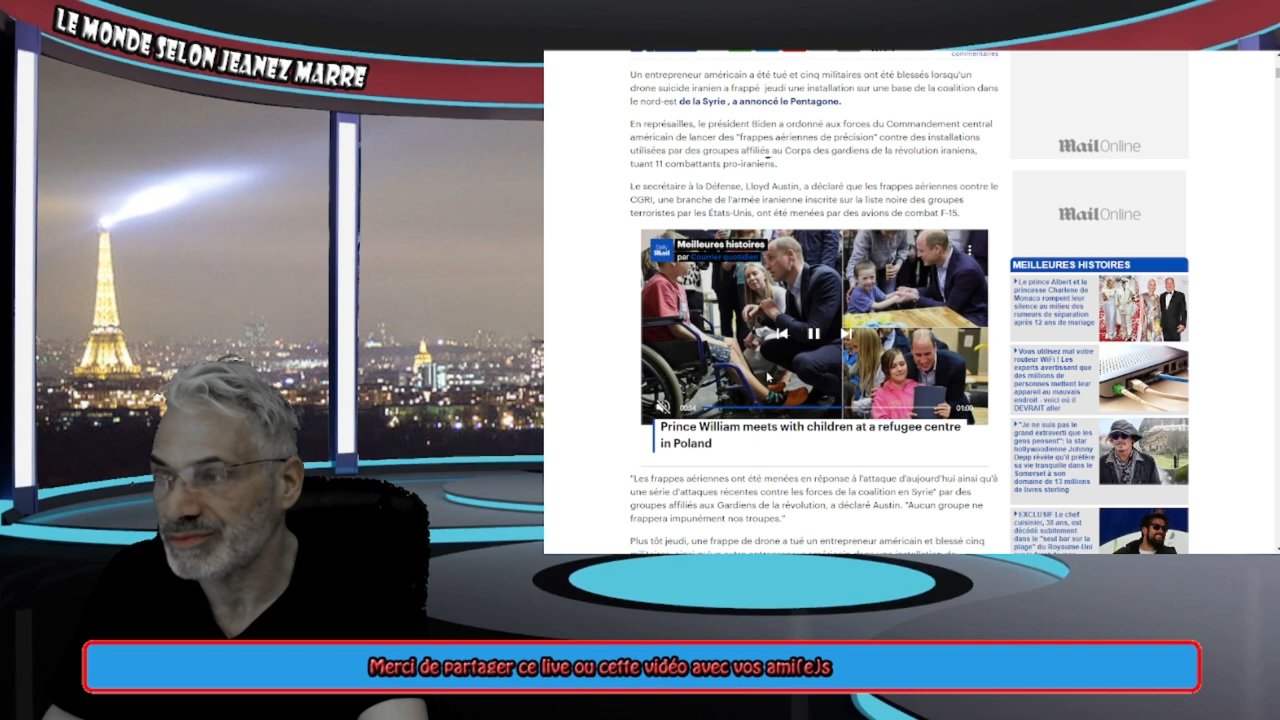 LE MONDE SELON JEANEZ MARRE
commentaires
Un entrepreneur américain a été tué et cinq militaires ont été blessés lorsqu'un
drone suicide iranien a frappé jeudi une installation sur une base de la coalition dans
le nord-est de la Syrie , a annoncé le Pentagone.
En représailles, le président Biden a ordonné aux forces du Commandement central
américain de lancer des "frappes aériennes de précision" contre des installations
utilisées par des groupes affiliés au Corps des gardiens de la révolution iraniens,
tuant 11 combattants pro-iraniens.
Le secrétaire à la Défense, Lloyd Austin, a déclaré que les frappes aériennes contre le
CGRI, une branche de l'armée iranienne inscrite sur la liste noire des groupes
terroristes par les États-Unis, ont été menées par des avions de combat F-15.
Daily Mail
Meilleures histoires
par Courrier quotidien
00:34
01:00
Prince William meets with children at a refugee centre
in Poland
"Les frappes aériennes ont été menées en réponse à l'attaque d'aujourd'hui ainsi qu'à
une série d'attaques récentes contre les forces de la coalition en Syrie" par des
groupes affiliés aux Gardiens de la révolution, a déclaré Austin. "Aucun groupe ne
frappera impunément nos troupes."
Plus tôt jeudi, une frappe de drone a tué un entrepreneur américain et blessé cinq
MailOnline
MailOnline
MEILLEURES HISTOIRES
Le prince Albert et la
princesse Charlene de
Monaco rompent leur
silence au milieu des
rumeurs de séparation
après 12 ans de mariage
Vous utilisez mal votre
routeur WiFi ! Les
experts avertissent que
des millions de
personnes mettent leur
appareil au mauvais
endroit - voici où il
DEVRAIT aller
"Je ne suis pas le
grand extraverti que les
gens pensent": la star
hollywoodienne Johnny
Depp révèle qu'il préfère
sa vie tranquille dans le
Somerset à son
domaine de 13 millions
de livres sterling
EXCLUSIF Le chef
cuisinier, 38 ans, est
décédé subitement
dans le "seul bar sur la
plage" du Royaume-Uni
Merci de partager ce live ou cette vidéo avec vos ami(e)s